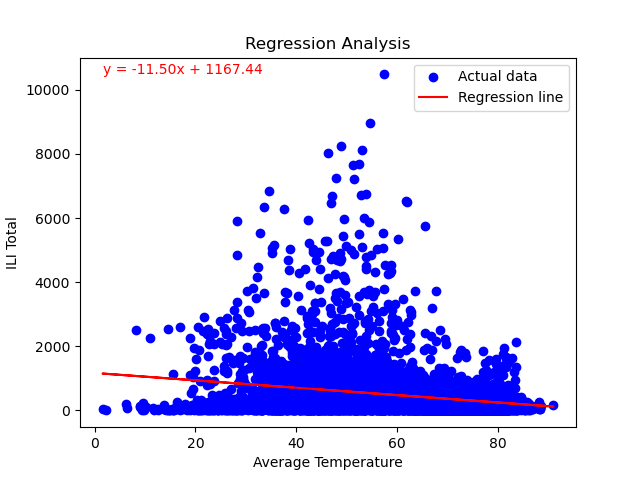 Regression Analysis
y = -11.50x + 1167.44
Actual data
Regression line
10000
8000
6000
4000
2000
0
ILI Total
0 20 40 60 80
Average Temperature